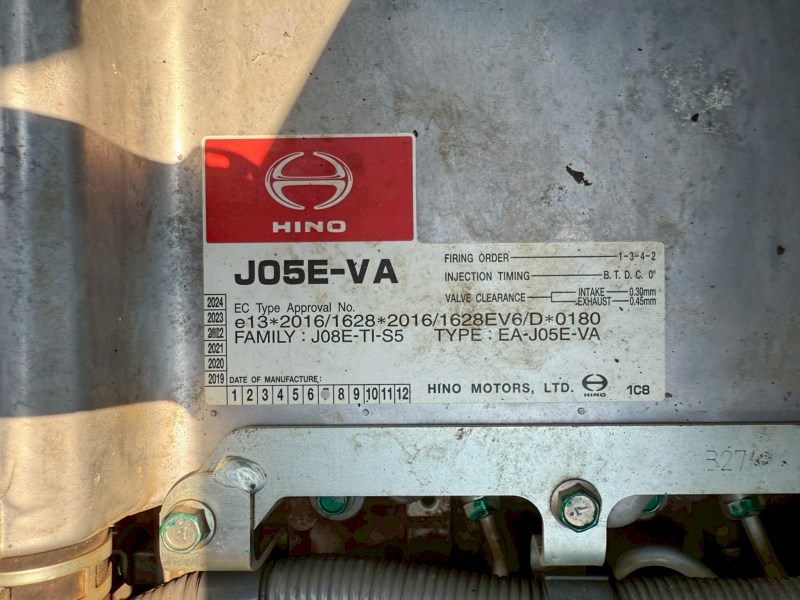 HINO
J05E-VA
FIRING ORDER 1-3-4-2
INJECTION TIMING B. T. D. C. 0°
VALVE CLEARANCE INTAKE 0.30mm
EXHAUST 0.45mm
EC Type Approval No.
e13*2016/1628*2016/1628EV6/D*0180
FAMILY : J08E-TI-S5 TYPE : EA-J05E-VA
2024
2023
2021
2020
2019
DATE OF MANUFACTURE :
1 2 3 4 5 6 8 9 10 11 12
HINO MOTORS, LTD. HINO 1C8